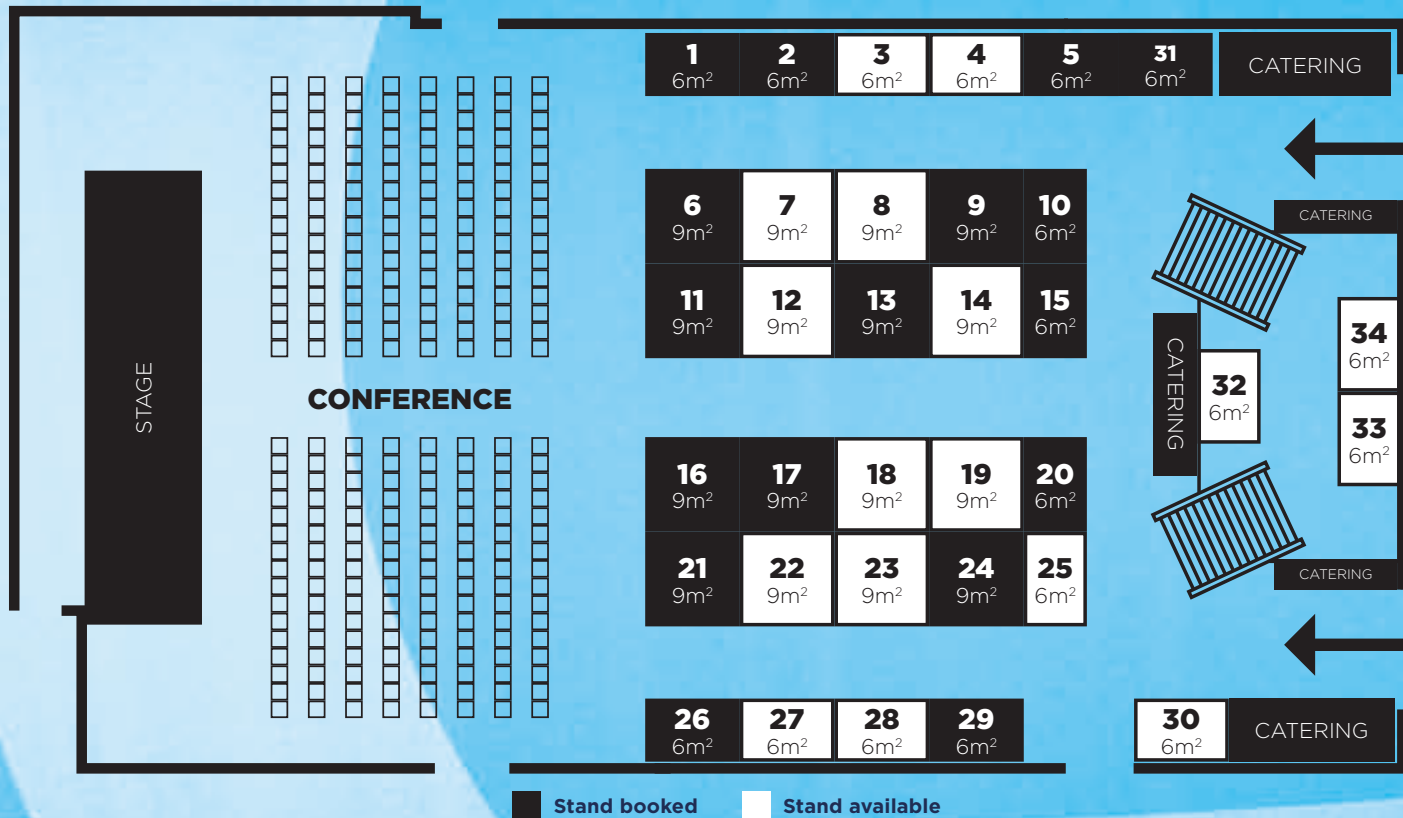 1 2 3 4 5 31
6m² 6m² 6m² 6m² 6m² 6m²
CATERING
6 7 8 9 10
9m² 9m² 9m² 9m² 6m²
CATERING
11 12 13 14 15
9m² 9m² 9m² 9m² 6m²
STAGE
CONFERENCE
CATERING
32
6m²
34
6m²
33
6m²
16 17 18 19 20
9m² 9m² 9m² 9m² 6m²
21 22 23 24 25
9m² 9m² 9m² 9m² 6m²
CATERING
26 27 28 29 30
6m² 6m² 6m² 6m² 6m²
CATERING
Stand booked
Stand available